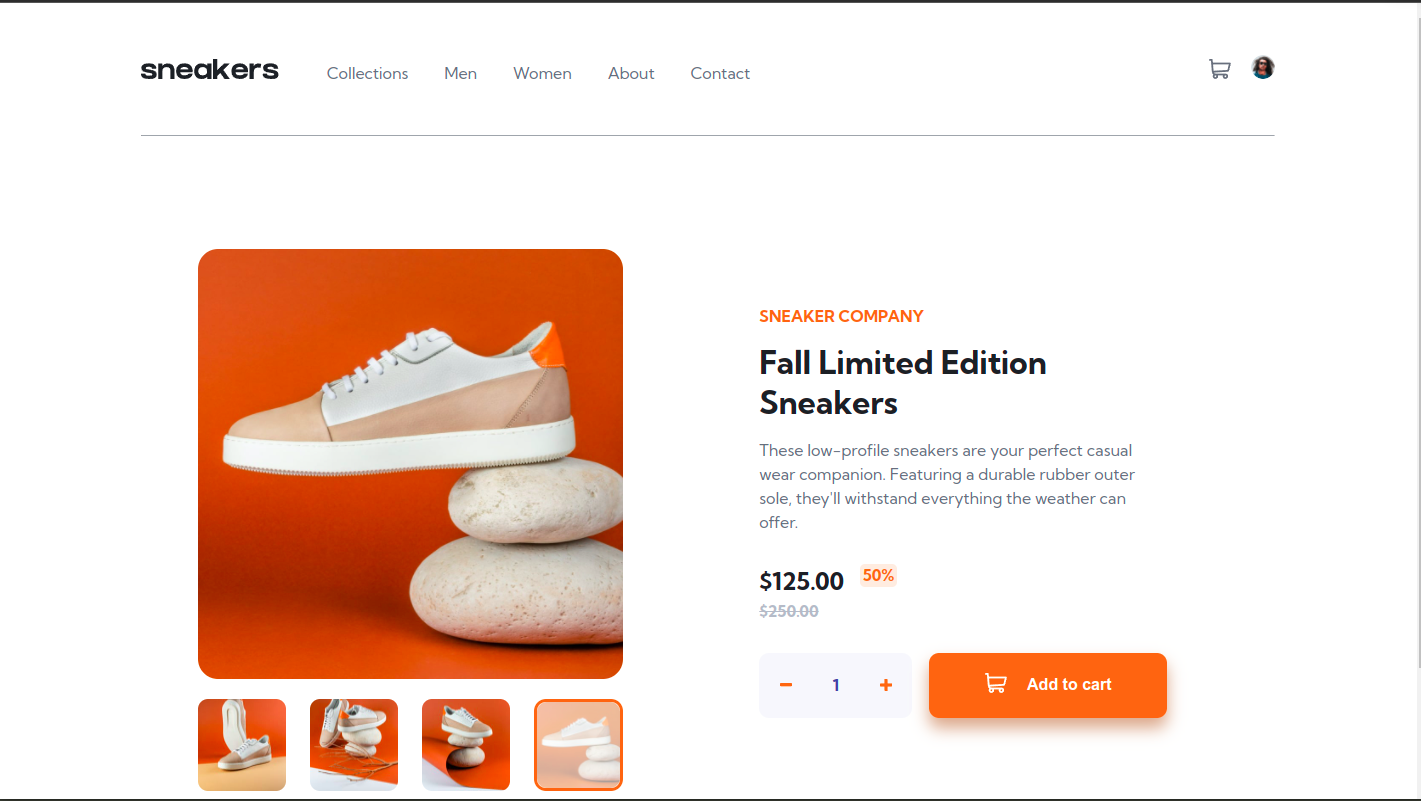 sneakers
Collections Men Women About Contact
SNEAKER COMPANY
Fall Limited Edition
Sneakers
These low-profile sneakers are your perfect casual
wear companion. Featuring a durable rubber outer
sole, they'll withstand everything the weather can
offer.
$125.00 50%
$250.00
1 Add to cart